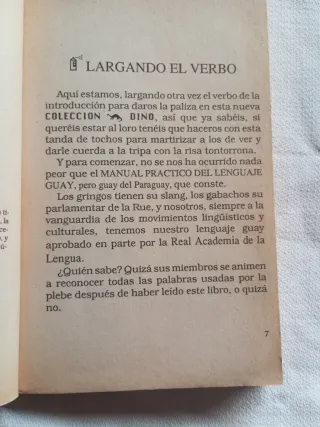 LARGANDO EL VERBO
Aquí estamos, largando otra vez el verbo de la
introducción para daros la paliza en esta nueva
COLECCION DINO, así que ya sabéis, si
queréis estar al loro tenéis que haceros con esta
tanda de tochos para martirizar a los de ver y
darle cuerda a la tripa con la risa tontorrona.
Y para comenzar, no se nos ha ocurrido nada
peor que el MANUAL PRACTICO DEL LENGUAJE
GUAY, pero guay del Paraguay, que conste.
Los gringos tienen su slang, los gabachos su
parlamentar de la Rue, y nosotros, siempre a la
vanguardia de los movimientos lingüísticos y
culturales, tenemos nuestro lenguaje guay
aprobado en parte por la Real Academia de la
Lengua.
¿Quién sabe? Quizá sus miembros se animen
a reconocer todas las palabras usadas por la
plebe después de haber leído este libro, o quizá
no.
7